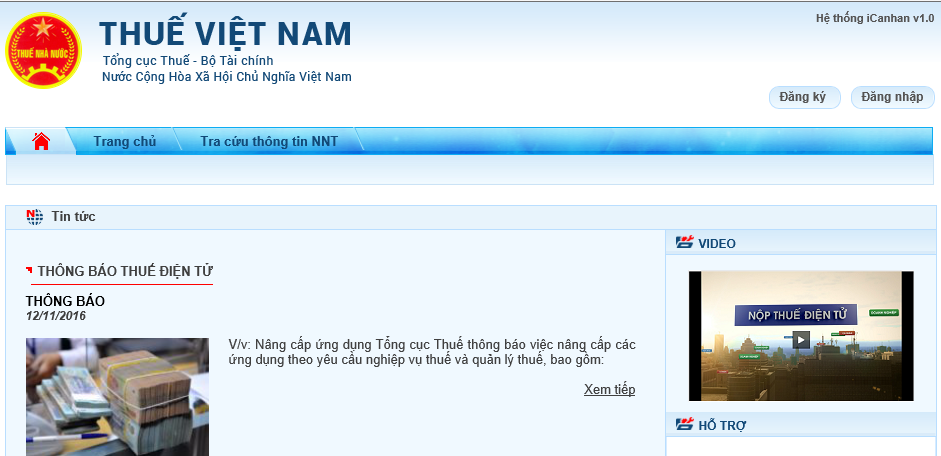 THUẾ NHÀ NƯỚC
THUẾ VIỆT NAM
Tổng cục Thuế - Bộ Tài chính
Nước Cộng Hòa Xã Hội Chủ Nghĩa Việt Nam
Hệ thống iCanhan v1.0
Đăng ký
Đăng nhập
Trang chủ
Tra cứu thông tin NNT
N
Tin tức
THÔNG BÁO THUẾ ĐIỆN TỬ
THÔNG BÁO
12/11/2016
V/v: Nâng cấp ứng dụng Tổng cục Thuế thông báo việc nâng cấp các
ứng dụng theo yêu cầu nghiệp vụ thuế và quản lý thuế, bao gồm:
Xem tiếp
VIDEO
NỘP THUẾ ĐIỆN TỬ
DOANH NGHIỆP
HỖ TRỢ